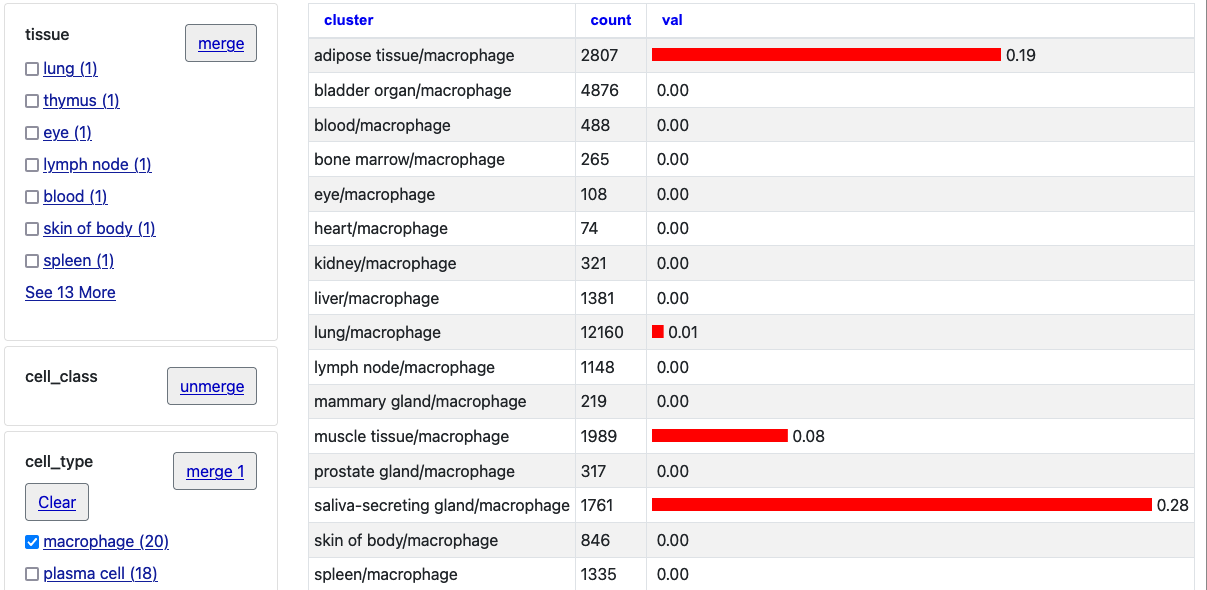 tissue
merge
lung (1)
thymus (1)
eye (1)
lymph node (1)
blood (1)
skin of body (1)
spleen (1)
See 13 More
cell_class
unmerge
cell_type
merge 1
Clear
macrophage (20)
plasma cell (18)
cluster count val
adipose tissue/macrophage 2807 0.19
bladder organ/macrophage 4876 0.00
blood/macrophage 488 0.00
bone marrow/macrophage 265 0.00
eye/macrophage 108 0.00
heart/macrophage 74 0.00
kidney/macrophage 321 0.00
liver/macrophage 1381 0.00
lung/macrophage 12160 0.01
lymph node/macrophage 1148 0.00
mammary gland/macrophage 219 0.00
muscle tissue/macrophage 1989 0.08
prostate gland/macrophage 317 0.00
saliva-secreting gland/macrophage 1761 0.28
skin of body/macrophage 846 0.00
spleen/macrophage 1335 0.00